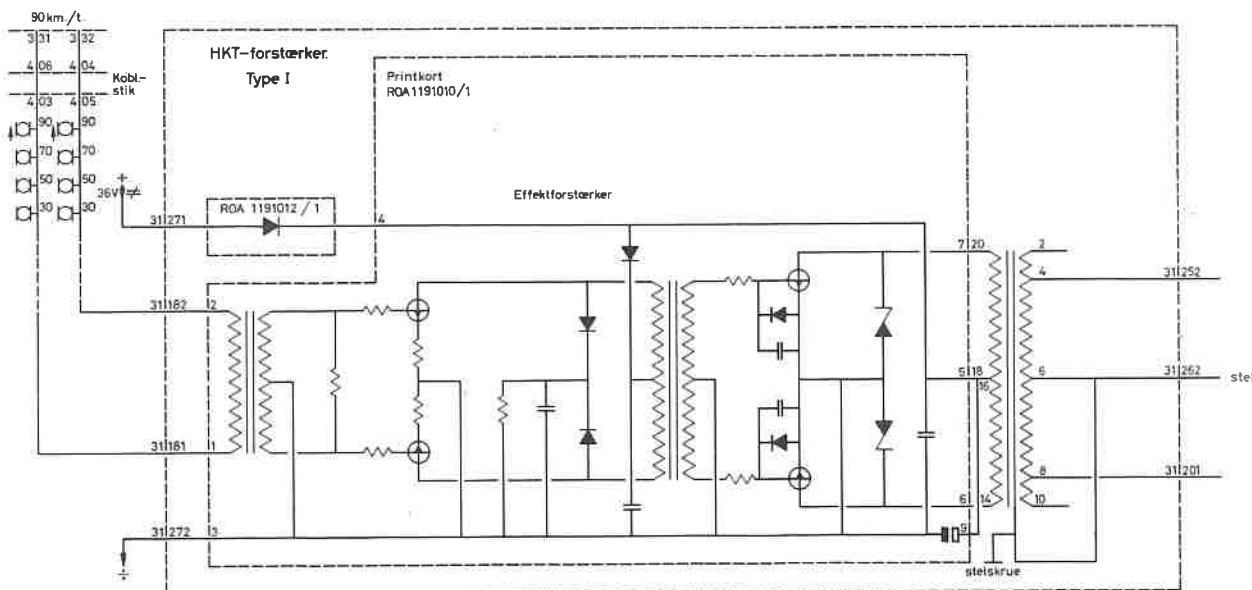 90km./t.
3 31 3 32
4 06 4 04
Kobl.-
stik
4 03 4 05
90 90
70 70
50 50
30 30
+
36V
HKT-forstærker.
Type I
Printkort
ROA 1191010/1
Effektforstærker
ROA 1191012 / 1
31 271
4
31 182 2
31 181 1
31 272 3
÷
7 20
5 18
16
6 14
9
2
4
6
8
10
31 252
31 262
stel
31 201
stelskrue